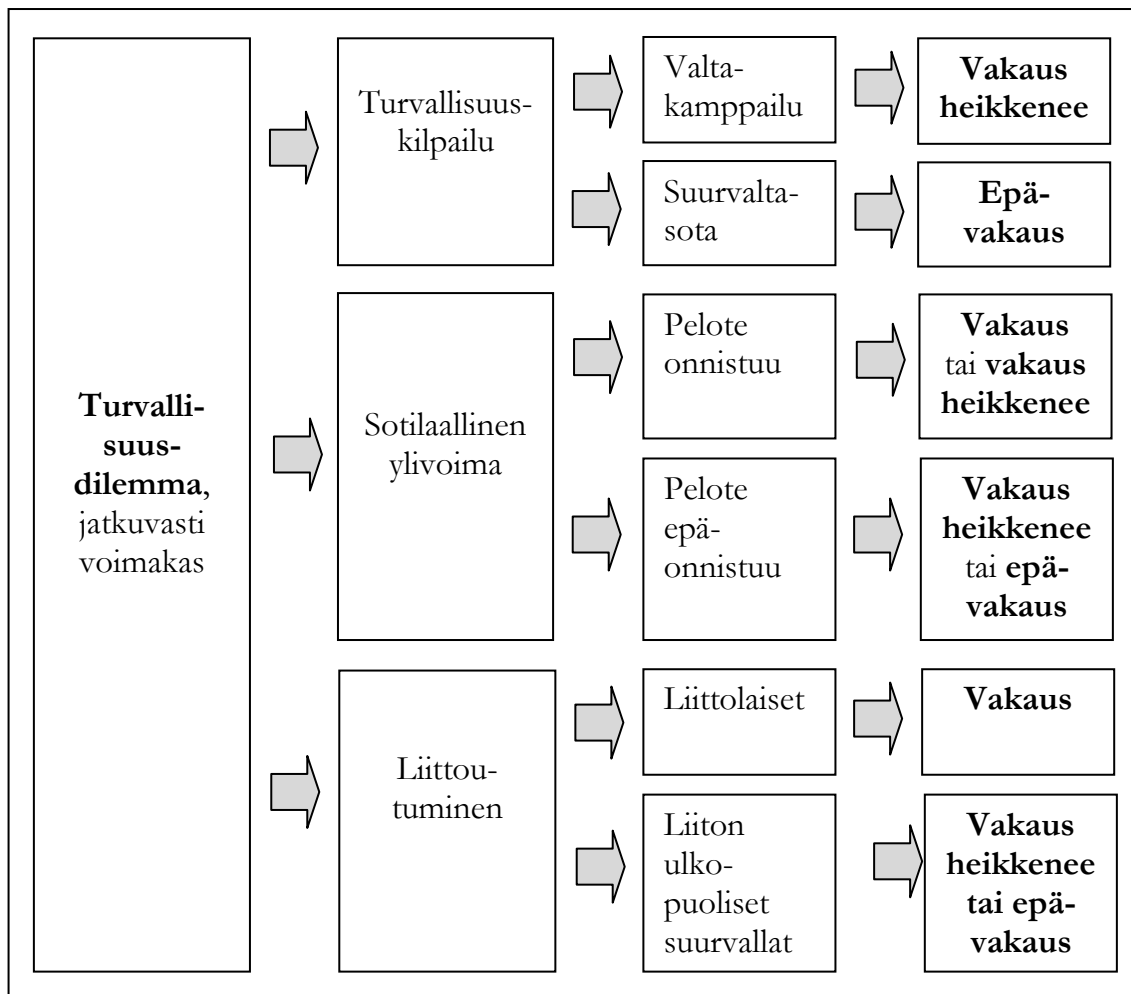 Turvalli-
suus-
dilemma,
jatkuvasti
voimakas
Turvallisuus-
kilpailu
Valta-
kamppailu
Vakaus
heikkenee
Suurvalta-
sota
Epä-
vakaus
Sotilaallinen
ylivoima
Pelote
onnistuu
Vakaus
tai vakaus
heikkenee
Pelote
epä-
onnistuu
Vakaus
heikkenee
tai epä-
vakaus
Liittou-
tuminen
Liittolaiset
Vakaus
Liiton
ulko-
puoliset
suurvallat
Vakaus
heikkenee
tai epä-
vakaus